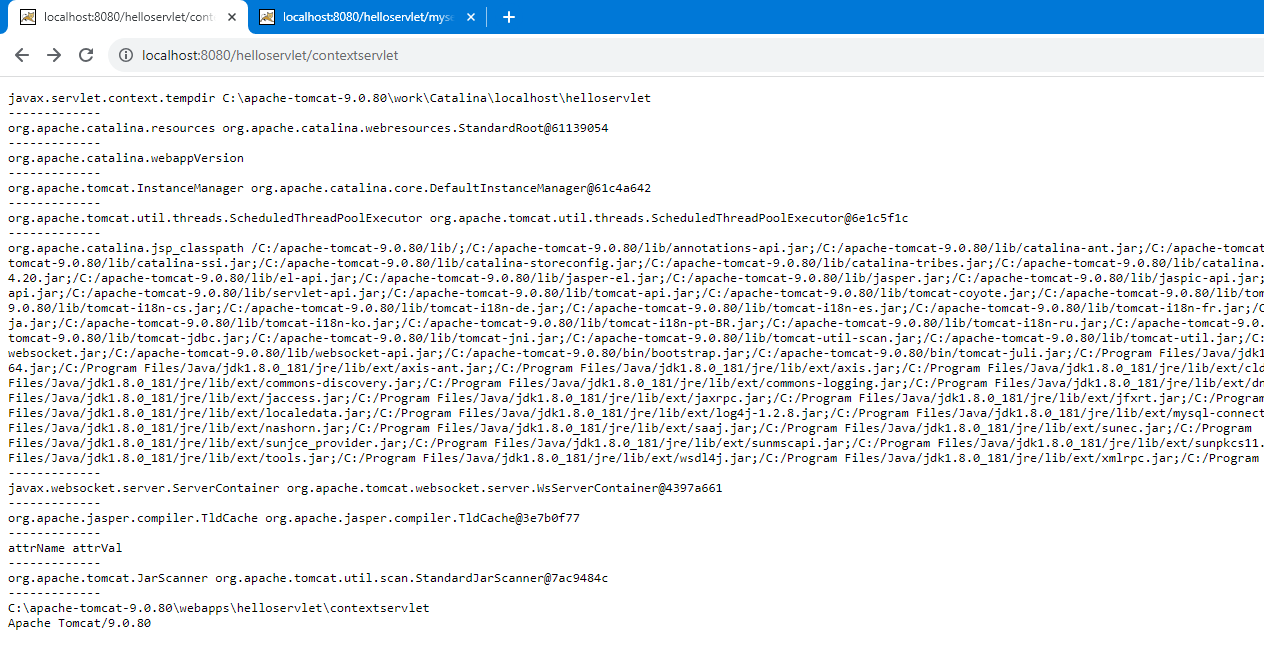 localhost:8080/helloservlet/cont
localhost:8080/helloservlet/myse
localhost:8080/helloservlet/contextservlet
javax.servlet.context.tempdir C:\apache-tomcat-9.0.80\work\Catalina\localhost\helloservlet
-------------
org.apache.catalina.resources org.apache.catalina.webresources.StandardRoot@61139054
-------------
org.apache.catalina.webappVersion
-------------
org.apache.tomcat.InstanceManager org.apache.catalina.core.DefaultInstanceManager@61c4a642
-------------
org.apache.tomcat.util.threads.ScheduledThreadPoolExecutor org.apache.tomcat.util.threads.ScheduledThreadPoolExecutor@6e1c5f1c
-------------
org.apache.catalina.jsp_classpath /C:/apache-tomcat-9.0.80/lib/;/C:/apache-tomcat-9.0.80/lib/annotations-api.jar;/C:/apache-tomcat-9.0.80/lib/catalina-ant.jar;/C:/apache-tomcat
tomcat-9.0.80/lib/catalina-ssi.jar;/C:/apache-tomcat-9.0.80/lib/catalina-storeconfig.jar;/C:/apache-tomcat-9.0.80/lib/catalina-tribes.jar;/C:/apache-tomcat-9.0.80/lib/catalina.
4.20.jar;/C:/apache-tomcat-9.0.80/lib/el-api.jar;/C:/apache-tomcat-9.0.80/lib/jasper-el.jar;/C:/apache-tomcat-9.0.80/lib/jasper.jar;/C:/apache-tomcat-9.0.80/lib/jaspic-api.jar;
api.jar;/C:/apache-tomcat-9.0.80/lib/servlet-api.jar;/C:/apache-tomcat-9.0.80/lib/tomcat-api.jar;/C:/apache-tomcat-9.0.80/lib/tomcat-coyote.jar;/C:/apache-tomcat-9.0.80/lib/tom
9.0.80/lib/tomcat-i18n-cs.jar;/C:/apache-tomcat-9.0.80/lib/tomcat-i18n-de.jar;/C:/apache-tomcat-9.0.80/lib/tomcat-i18n-es.jar;/C:/apache-tomcat-9.0.80/lib/tomcat-i18n-fr.jar;/C
ja.jar;/C:/apache-tomcat-9.0.80/lib/tomcat-i18n-ko.jar;/C:/apache-tomcat-9.0.80/lib/tomcat-i18n-pt-BR.jar;/C:/apache-tomcat-9.0.80/lib/tomcat-i18n-ru.jar;/C:/apache-tomcat-9.0.
tomcat-jdbc.jar;/C:/apache-tomcat-9.0.80/lib/tomcat-jni.jar;/C:/apache-tomcat-9.0.80/lib/tomcat-util-scan.jar;/C:/apache-tomcat-9.0.80/lib/tomcat-util.jar;/C:
websocket.jar;/C:/apache-tomcat-9.0.80/lib/websocket-api.jar;/C:/apache-tomcat-9.0.80/bin/bootstrap.jar;/C:/apache-tomcat-9.0.80/bin/tomcat-juli.jar;/C:/Program Files/Java/jdk1
64.jar;/C:/Program Files/Java/jdk1.8.0_181/jre/lib/ext/axis-ant.jar;/C:/Program Files/Java/jdk1.8.0_181/jre/lib/ext/axis.jar;/C:/Program Files/Java/jdk1.8.0_181/jre/lib/ext/cld
Files/Java/jdk1.8.0_181/jre/lib/ext/commons-discovery.jar;/C:/Program Files/Java/jdk1.8.0_181/jre/lib/ext/commons-logging.jar;/C:/Program Files/Java/jdk1.8.0_181/jre/lib/ext/dn
Files/Java/jdk1.8.0_181/jre/lib/ext/jaccess.jar;/C:/Program Files/Java/jdk1.8.0_181/jre/lib/ext/jaxrpc.jar;/C:/Program Files/Java/jdk1.8.0_181/jre/lib/ext/jfxrt.jar;/C:/Program
Files/Java/jdk1.8.0_181/jre/lib/ext/localedata.jar;/C:/Program Files/Java/jdk1.8.0_181/jre/lib/ext/log4j-1.2.8.jar;/C:/Program Files/Java/jdk1.8.0_181/jre/lib/ext/mysql-connect
Files/Java/jdk1.8.0_181/jre/lib/ext/nashorn.jar;/C:/Program Files/Java/jdk1.8.0_181/jre/lib/ext/saaj.jar;/C:/Program Files/Java/jdk1.8.0_181/jre/lib/ext/sunec.jar;/C:/Program
Files/Java/jdk1.8.0_181/jre/lib/ext/sunjce_provider.jar;/C:/Program Files/Java/jdk1.8.0_181/jre/lib/ext/sunmscapi.jar;/C:/Program Files/Java/jdk1.8.0_181/jre/lib/ext/sunpkcs11.
Files/Java/jdk1.8.0_181/jre/lib/ext/tools.jar;/C:/Program Files/Java/jdk1.8.0_181/jre/lib/ext/wsdl4j.jar;/C:/Program Files/Java/jdk1.8.0_181/jre/lib/ext/xmlrpc.jar;/C:/Program
-------------
javax.websocket.server.ServerContainer org.apache.tomcat.websocket.server.WsServerContainer@4397a661
-------------
org.apache.jasper.compiler.TldCache org.apache.jasper.compiler.TldCache@3e7b0f77
-------------
attrName attrVal
-------------
org.apache.tomcat.JarScanner org.apache.tomcat.util.scan.StandardJarScanner@7ac9484c
-------------
C:\apache-tomcat-9.0.80\webapps\helloservlet\contextservlet
Apache Tomcat/9.0.80